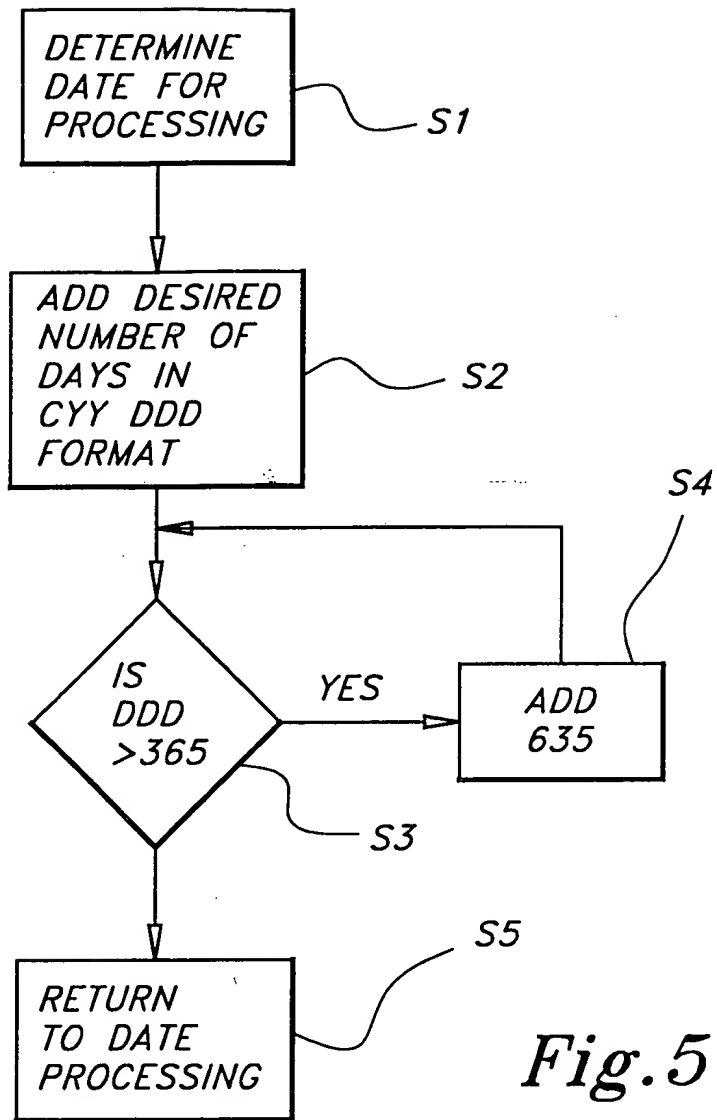 DETERMINE
DATE FOR
PROCESSING
S1
ADD DESIRED
NUMBER OF
DAYS IN
CYY DDD
FORMAT
S2
S4
IS
DDD
>365
YES
ADD
635
S3
S5
RETURN
TO DATE
PROCESSING
Fig.5